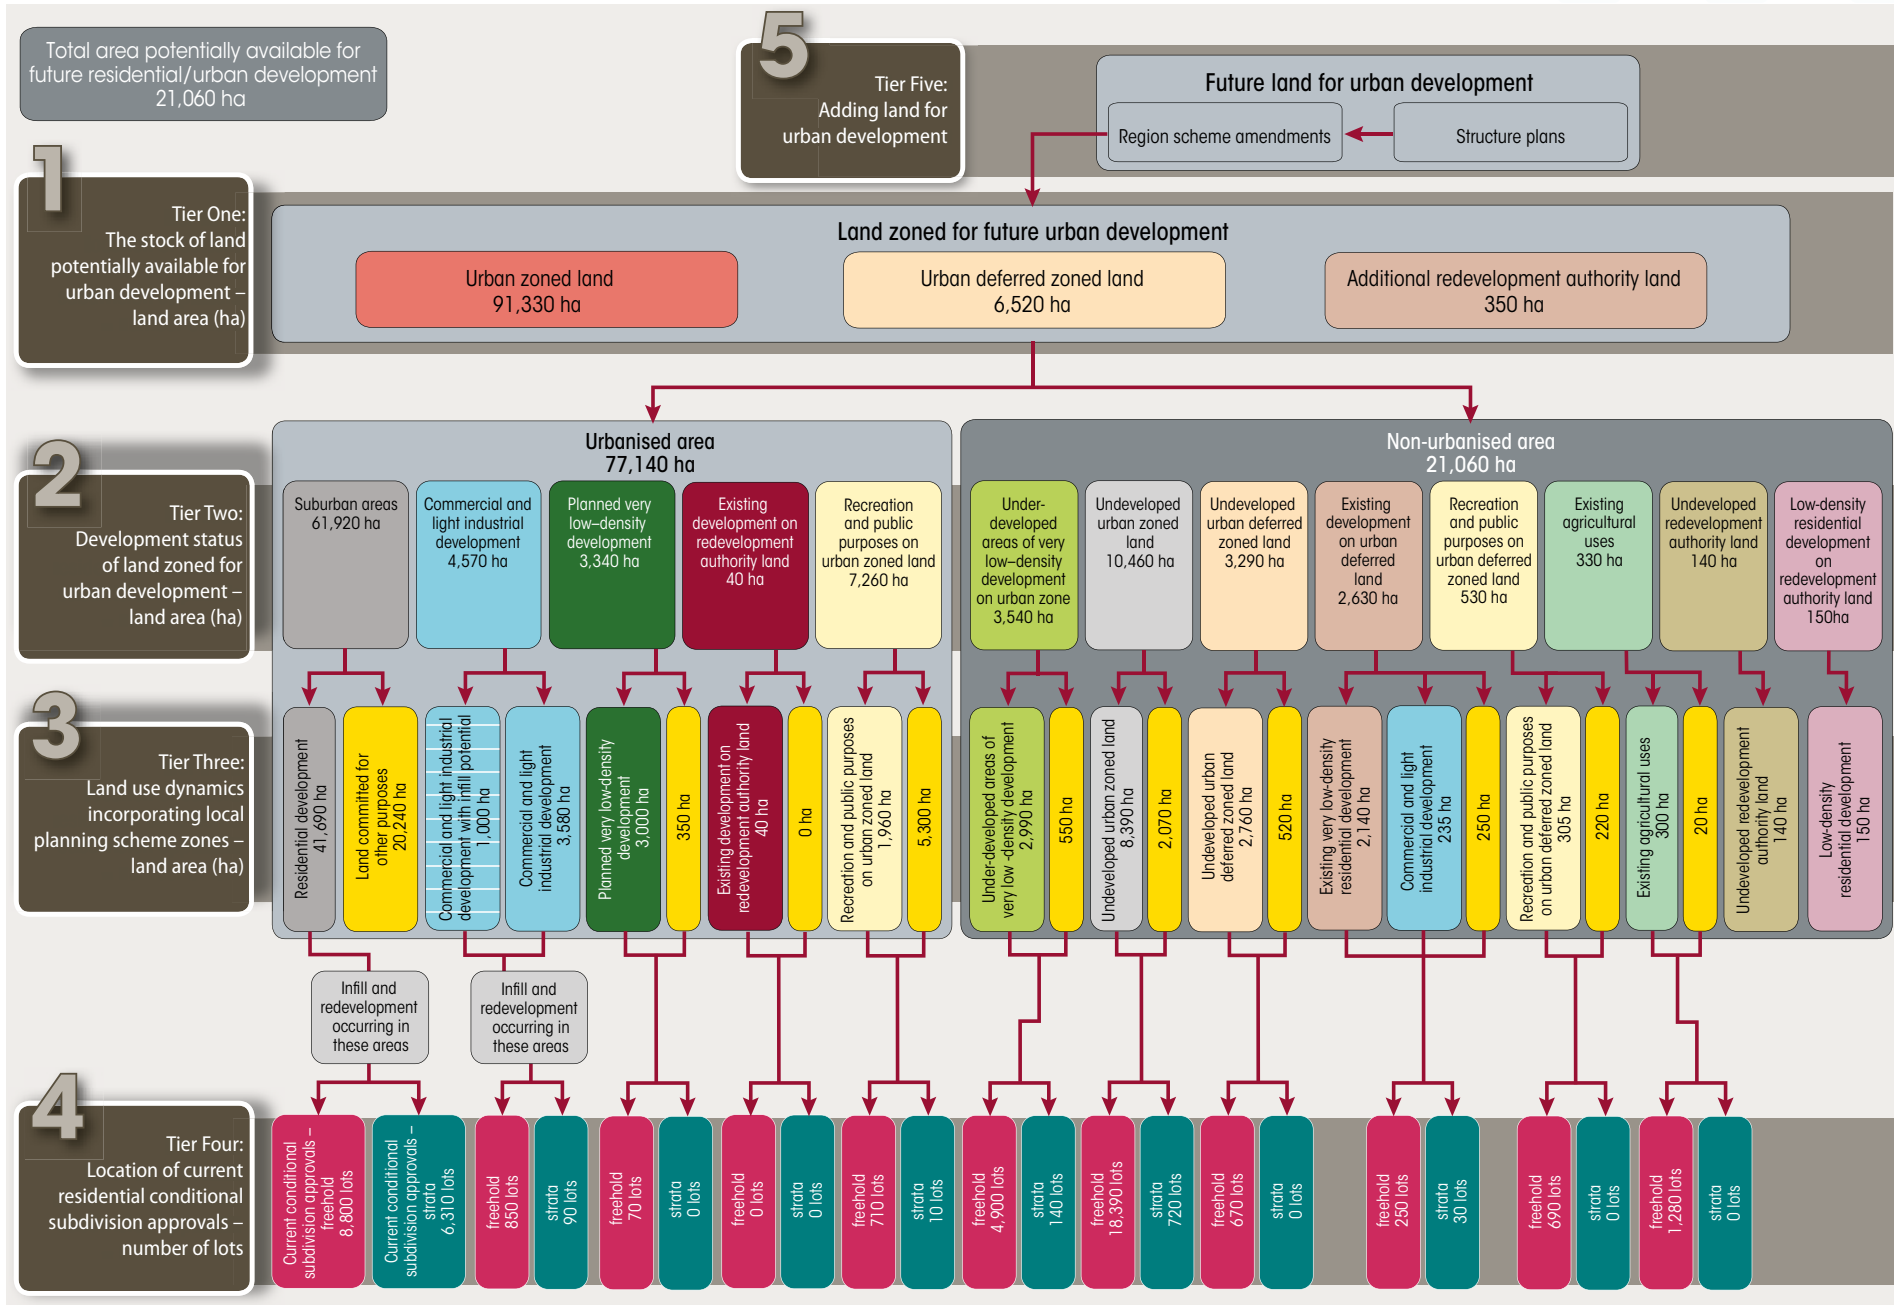 Total area potentially available for
future residential/urban development
21,060 ha
5
Tier Five:
Adding land for
urban development
Future land for urban development
Region scheme amendments
Structure plans
1
Tier One:
The stock of land
potentially available for
urban development –
land area (ha)
Land zoned for future urban development
Urban zoned land
91,330 ha
Urban deferred zoned land
6,520 ha
Additional redevelopment authority land
350 ha
2
Tier Two:
Development status
of land zoned for
urban development –
land area (ha)
Urbanised area
77,140 ha
Suburban areas
61,920 ha
Commercial and
light industrial
development
4,570 ha
Planned very
low–density
development
3,340 ha
Existing
development on
redevelopment
authority land
40 ha
Recreation
and public
purposes on
urban zoned land
7,260 ha
Non-urbanised area
21,060 ha
Under-
developed
areas of very
low–density
development
on urban zone
3,540 ha
Undeveloped
urban zoned
land
10,460 ha
Undeveloped
urban deferred
zoned land
3,290 ha
Existing
development
on urban
deferred
land
2,630 ha
Recreation
and public
purposes on
urban deferred
zoned land
530 ha
Existing
agricultural
uses
330 ha
Undeveloped
redevelopment
authority land
140 ha
Low-density
residential
development
on
redevelopment
authority land
150ha
3
Tier Three:
Land use dynamics
incorporating local
planning scheme zones –
land area (ha)
Residential development
41,690 ha
Land committed for
other purposes
20,240 ha
Commercial and light industrial
development with infill potential
1,000 ha
Commercial and light
industrial development
3,580 ha
Planned very low-density
development
3,000 ha
350 ha
Existing development on
redevelopment authority land
40 ha
0 ha
Recreation and public purposes
on urban zoned land
1,960 ha
5,300 ha
Under-developed areas of
very low -density development
2,990 ha
550 ha
Undeveloped urban zoned land
8,390 ha
2,070 ha
Undeveloped urban
deferred zoned land
2,760 ha
520 ha
Existing very low-density
residential development
2,140 ha
Commercial and light
industrial development
235 ha
250 ha
Recreation and public purposes
on urban deferred zoned land
305 ha
220 ha
Existing agricultural uses
300 ha
20 ha
Undeveloped redevelopment
authority land
140 ha
Low-density
residential development
150 ha
Infill and
redevelopment
occurring in
these areas
Infill and
redevelopment
occurring in
these areas
4
Tier Four:
Location of current
residential conditional
subdivision approvals –
number of lots
Current conditional
subdivision approvals –
freehold
8,800 lots
Current conditional
subdivision approvals –
strata
6,310 lots
freehold
850 lots
strata
90 lots
freehold
70 lots
strata
0 lots
freehold
0 lots
strata
0 lots
freehold
710 lots
strata
10 lots
freehold
4,900 lots
strata
140 lots
freehold
18,390 lots
strata
720 lots
freehold
670 lots
strata
0 lots
freehold
250 lots
strata
30 lots
freehold
690 lots
strata
0 lots
freehold
1,280 lots
strata
0 lots